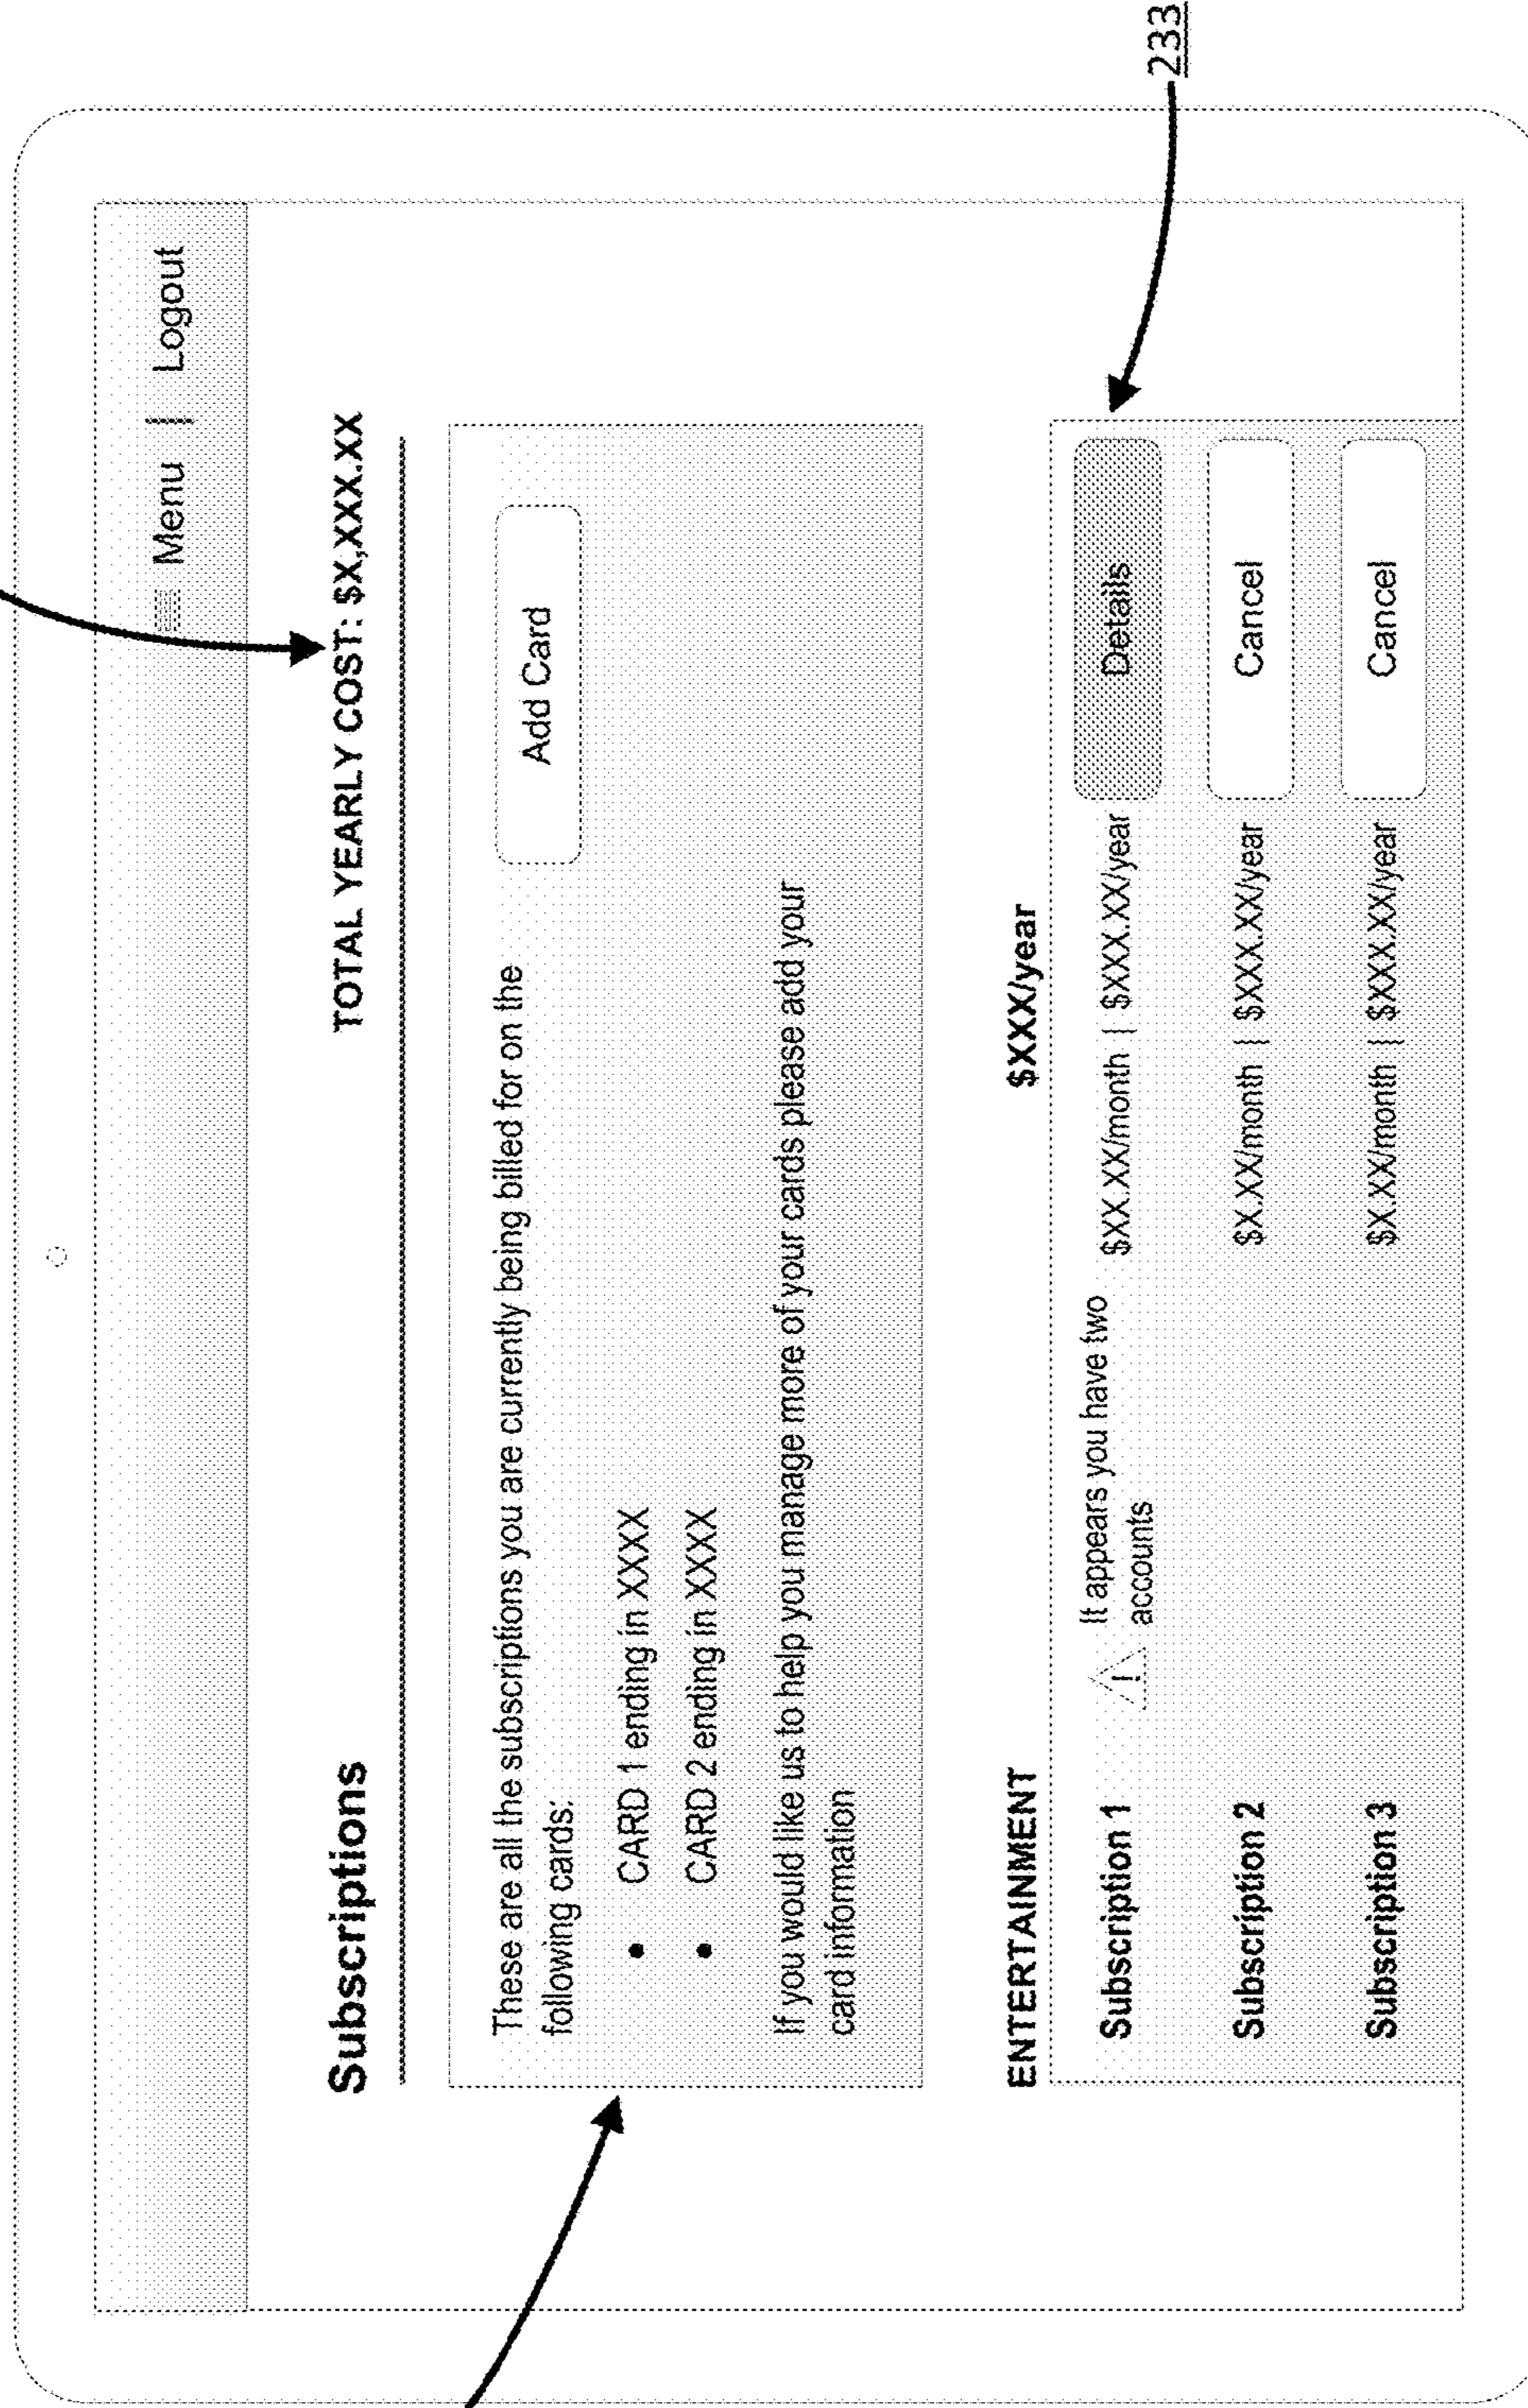 Menu | Logout
Subscriptions
TOTAL YEARLY COST: $X,XXX.XX
These are all the subscriptions you are currently being billed for on the
following cards:
Add Card
• CARD 1 ending in XXXX
• CARD 2 ending in XXXX
If you would like us to help you manage more of your cards please add your
card information
ENTERTAINMENT
$XXX/year
Subscription 1
! It appears you have two
accounts
$XX.XX/month | $XXX.XX/year
Details
Subscription 2
$X.XX/month | $XXX.XX/year
Cancel
Subscription 3
$X.XX/month | $XXX.XX/year
Cancel
233